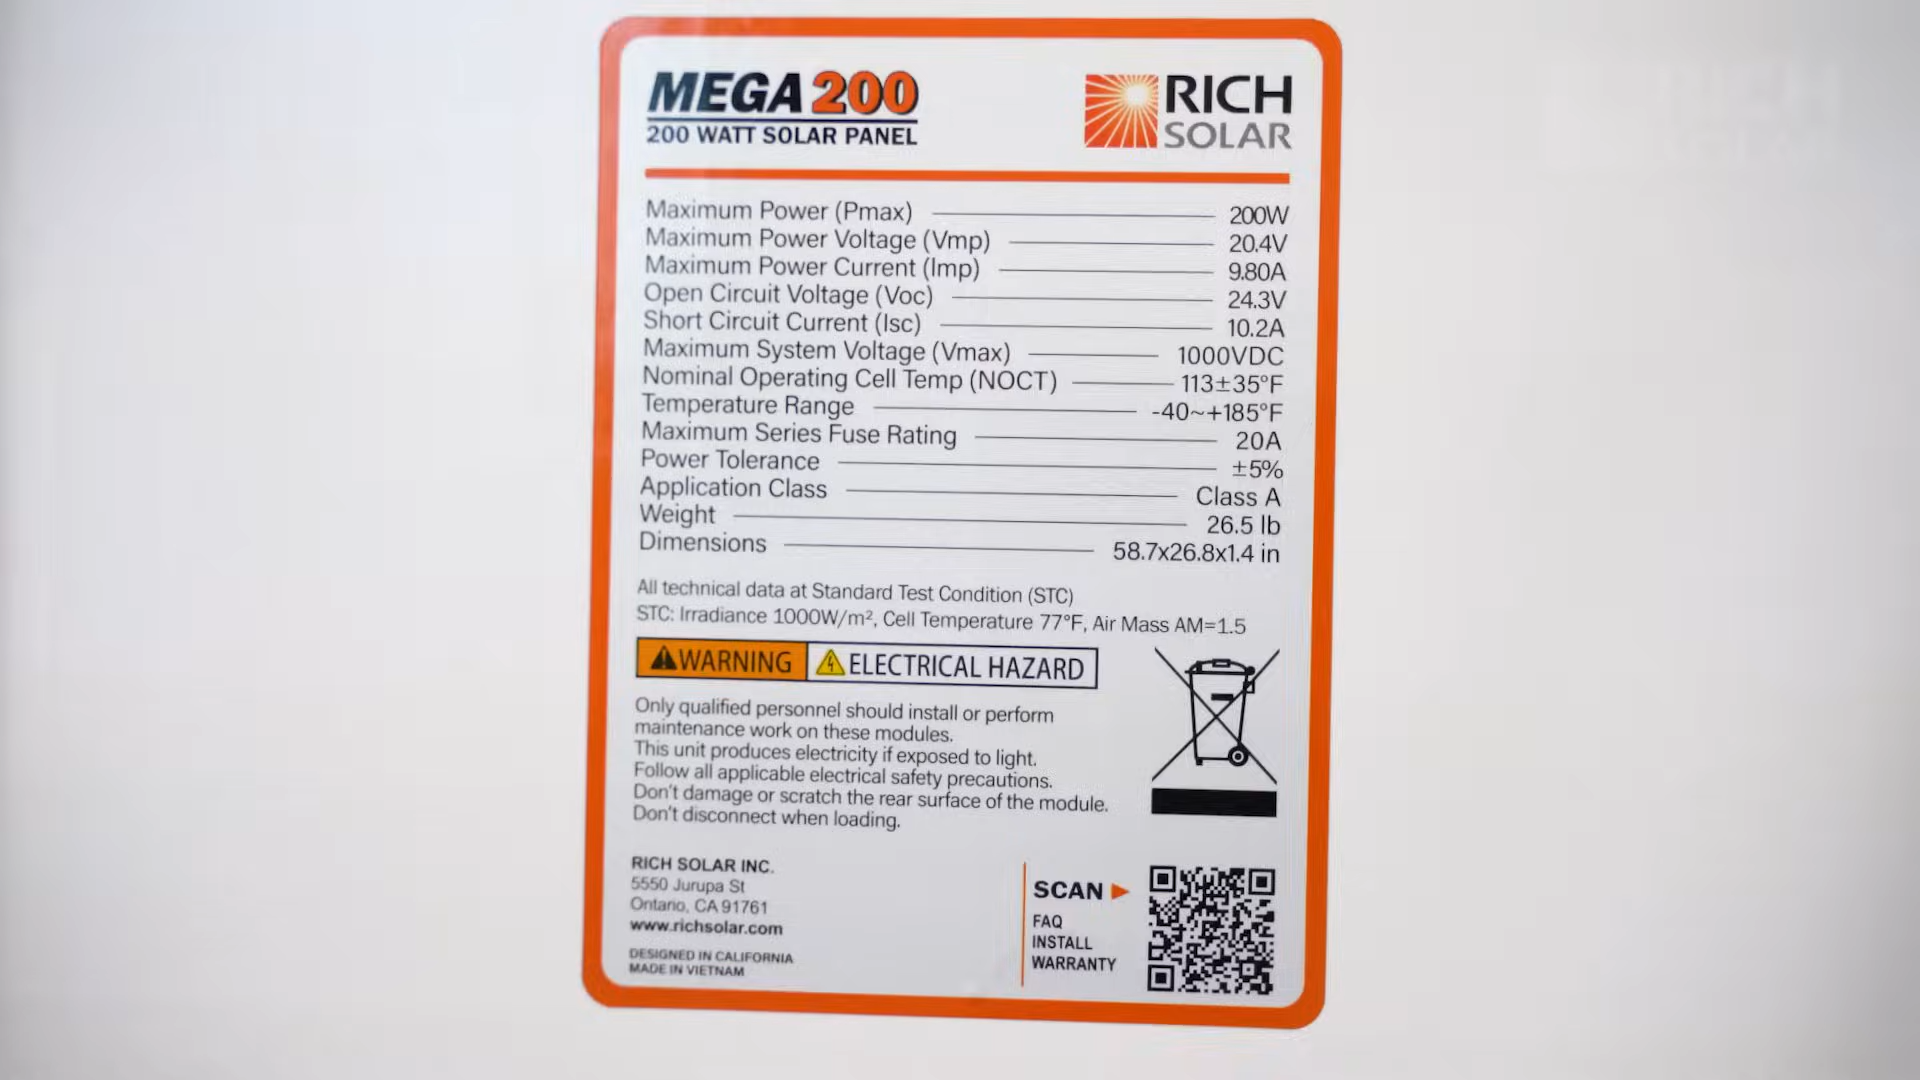 MEGA 200
200 WATT SOLAR PANEL
RICH
SOLAR
Maximum Power (Pmax) 200W
Maximum Power Voltage (Vmp) 20.4V
Maximum Power Current (Imp) 9.80A
Open Circuit Voltage (Voc) 24.3V
Short Circuit Current (Isc) 10.2A
Maximum System Voltage (Vmax) 1000VDC
Nominal Operating Cell Temp (NOCT) 113±35°F
Temperature Range -40~+185°F
Maximum Series Fuse Rating 20A
Power Tolerance ±5%
Application Class Class A
Weight 26.5 lb
Dimensions 58.7x26.8x1.4 in
All technical data at Standard Test Condition (STC)
STC: Irradiance 1000W/m², Cell Temperature 77°F, Air Mass AM=1.5
WARNING ELECTRICAL HAZARD
Only qualified personnel should install or perform
maintenance work on these modules.
This unit produces electricity if exposed to light.
Follow all applicable electrical safety precautions.
Don't damage or scratch the rear surface of the module.
Don't disconnect when loading.
RICH SOLAR INC.
5550 Jurupa St
Ontario, CA 91761
www.richsolar.com
DESIGNED IN CALIFORNIA
MADE IN VIETNAM
SCAN
FAQ
INSTALL
WARRANTY
RICH
SOLAR